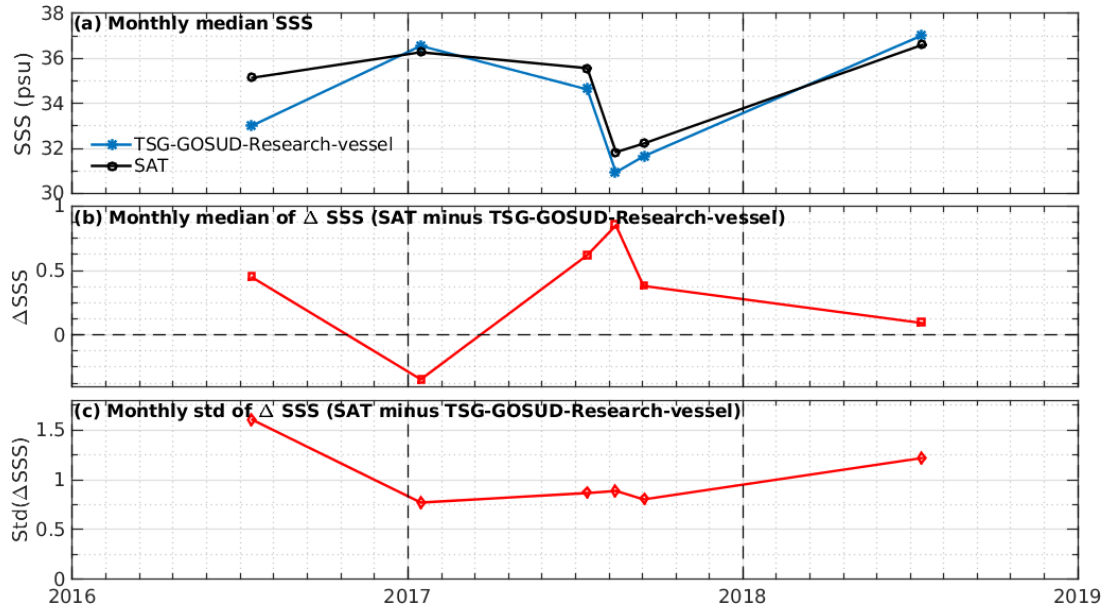 (a) Monthly median SSS
38
36
34
32
30
SSS (psu)
TSG-GOSUD-Research-vessel
SAT
(b) Monthly median of Δ SSS (SAT minus TSG-GOSUD-Research-vessel)
1
0.5
0
ΔSSS
(c) Monthly std of Δ SSS (SAT minus TSG-GOSUD-Research-vessel)
1.5
1
0.5
0
Std(ΔSSS)
2016 2017 2018 2019